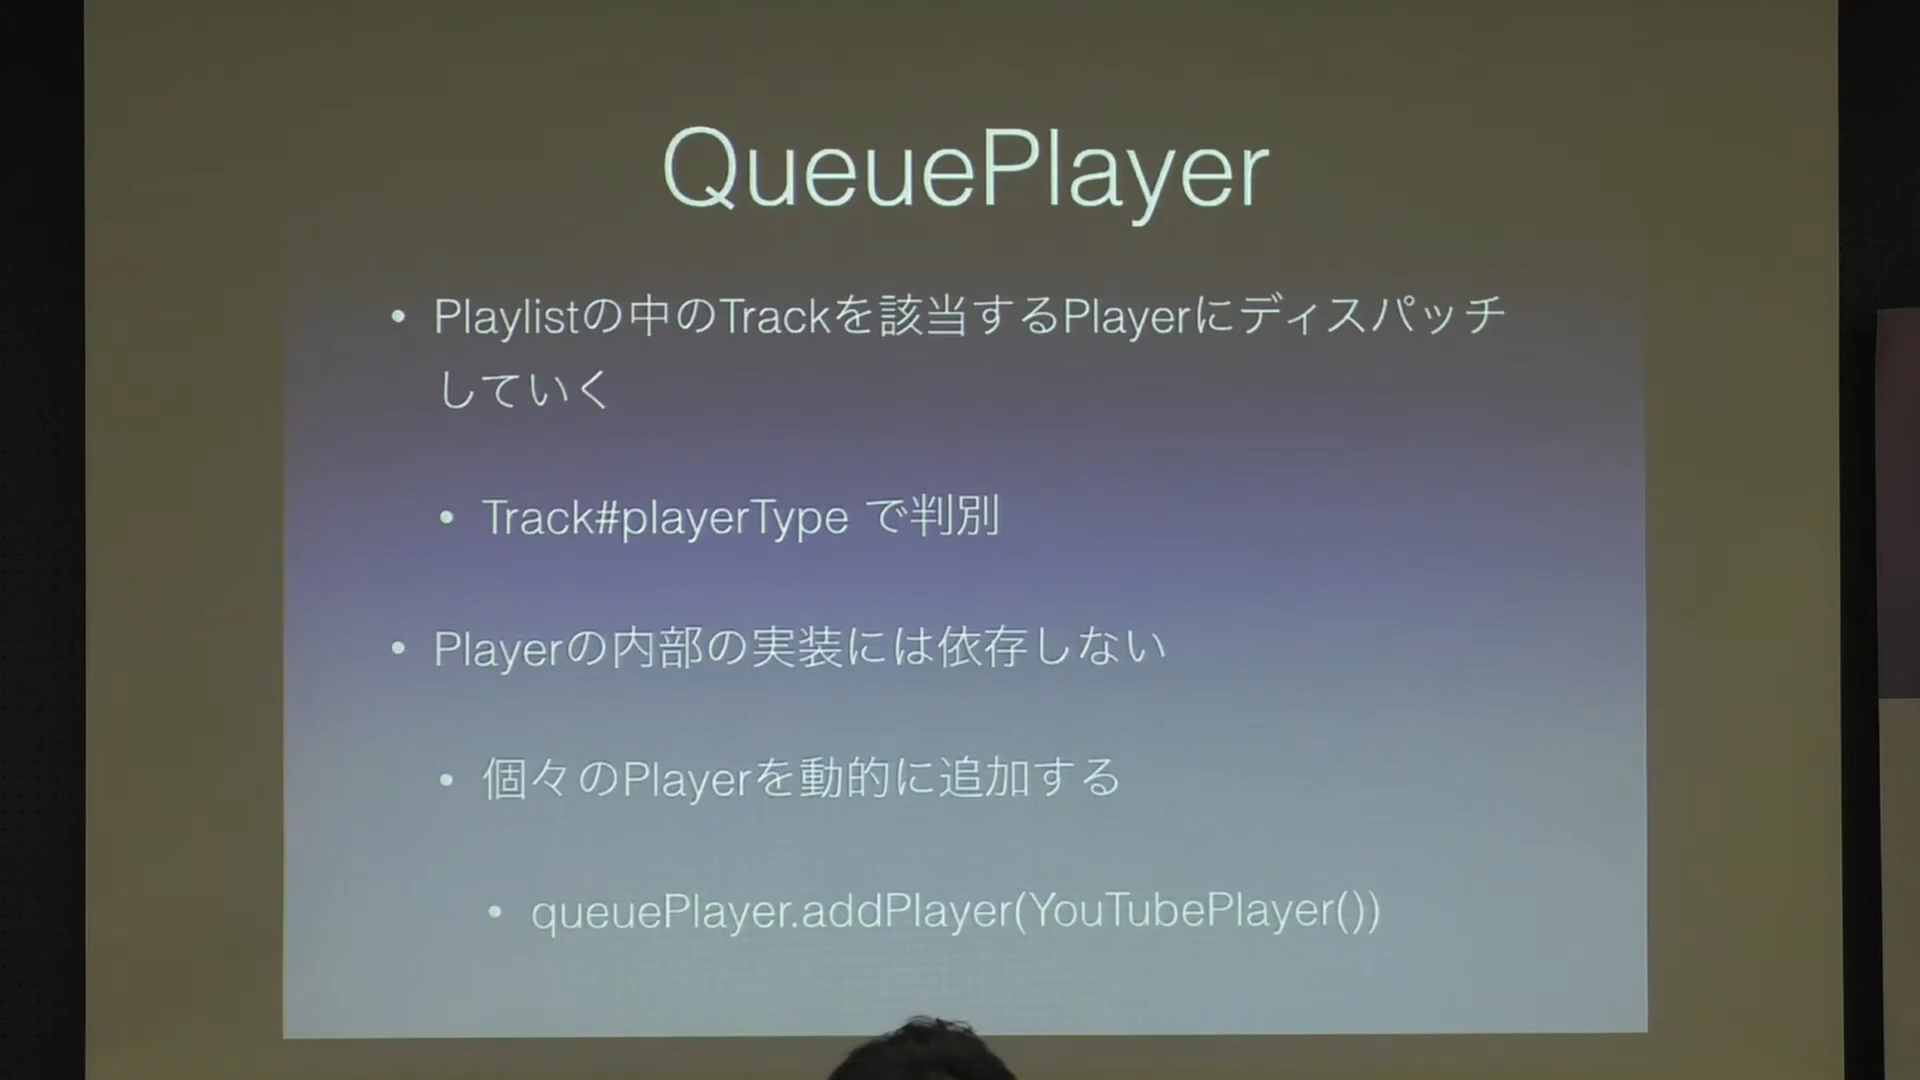 QueuePlayer
• Playlistの中のTrackを該当するPlayerにディスパッチ
していく
• Track#playerType で判別
• Playerの内部の実装には依存しない
• 個々のPlayerを動的に追加する
• queuePlayer.addPlayer(YouTubePlayer())